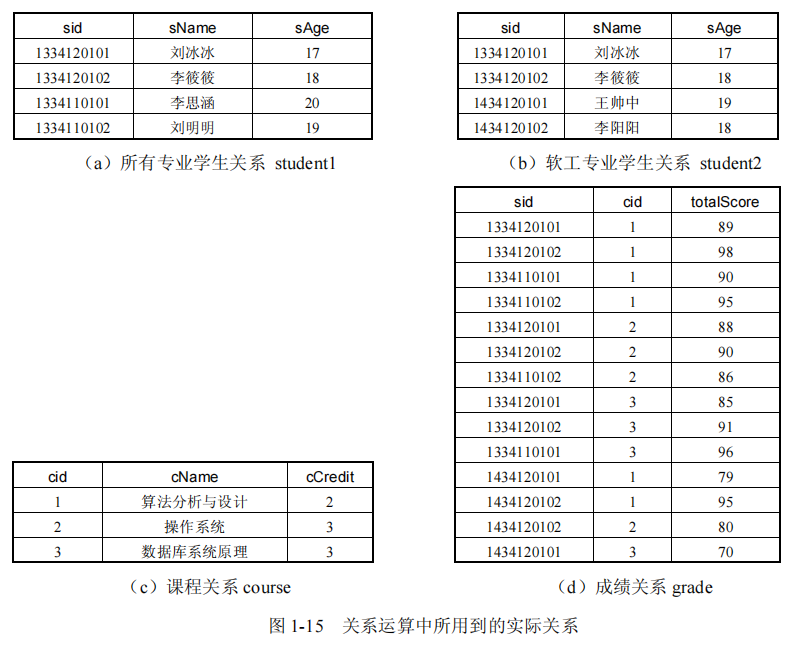 sid sName sAge
1334120101 刘冰冰 17
1334120102 李筱筱 18
1334110101 李思涵 20
1334110102 刘明明 19
（a）所有专业学生关系 student1
sid sName sAge
1334120101 刘冰冰 17
1334120102 李筱筱 18
1434120101 王帅中 19
1434120102 李阳阳 18
（b）软工专业学生关系 student2
cid cName cCredit
1 算法分析与设计 2
2 操作系统 3
3 数据库系统原理 3
（c）课程关系 course
sid cid totalScore
1334120101 1 89
1334120102 1 98
1334110101 1 90
1334110102 1 95
1334120101 2 88
1334120102 2 90
1334110102 2 86
1334120101 3 85
1334120102 3 91
1334110101 3 96
1434120101 1 79
1434120102 1 95
1434120102 2 80
1434120101 3 70
（d）成绩关系 grade
图 1-15 关系运算中所用到的实际关系